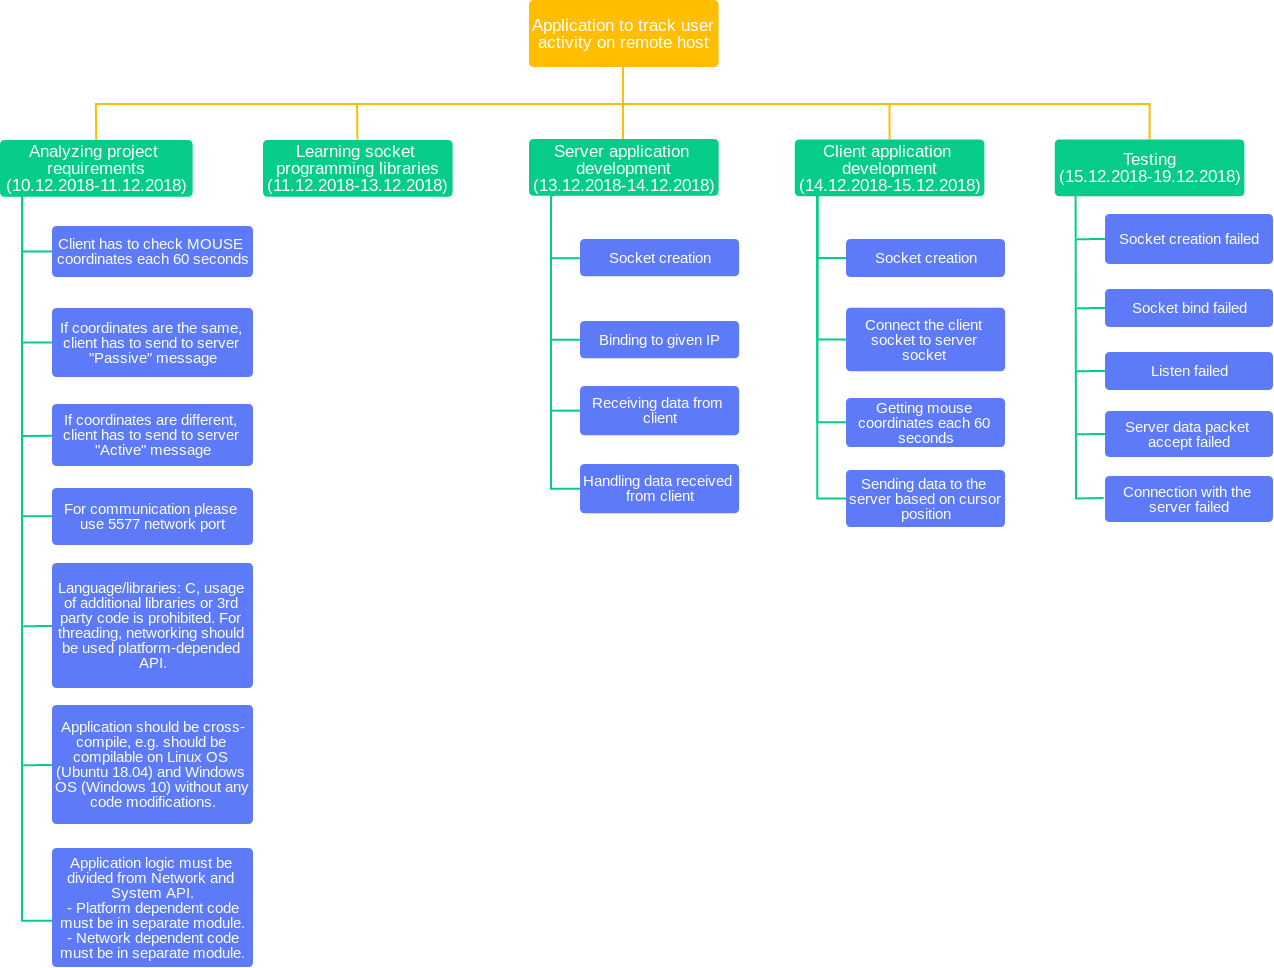 Application to track user
activity on remote host
Analyzing project
requirements
(10.12.2018-11.12.2018)
Learning socket
programming libraries
(11.12.2018-13.12.2018)
Server application
development
(13.12.2018-14.12.2018)
Client application
development
(14.12.2018-15.12.2018)
Testing
(15.12.2018-19.12.2018)
Client has to check MOUSE
coordinates each 60 seconds
If coordinates are the same,
client has to send to server
"Passive" message
If coordinates are different,
client has to send to server
"Active" message
For communication please
use 5577 network port
Language/libraries: C, usage
of additional libraries or 3rd
party code is prohibited. For
threading, networking should
be used platform-depended
API.
Application should be cross-
compile, e.g. should be
compilable on Linux OS
(Ubuntu 18.04) and Windows
OS (Windows 10) without any
code modifications.
Application logic must be
divided from Network and
System API.
- Platform dependent code
must be in separate module.
- Network dependent code
must be in separate module.
Socket creation
Binding to given IP
Receiving data from
client
Handling data received
from client
Socket creation
Connect the client
socket to server
socket
Getting mouse
coordinates each 60
seconds
Sending data to the
server based on cursor
position
Socket creation failed
Socket bind failed
Listen failed
Server data packet
accept failed
Connection with the
server failed